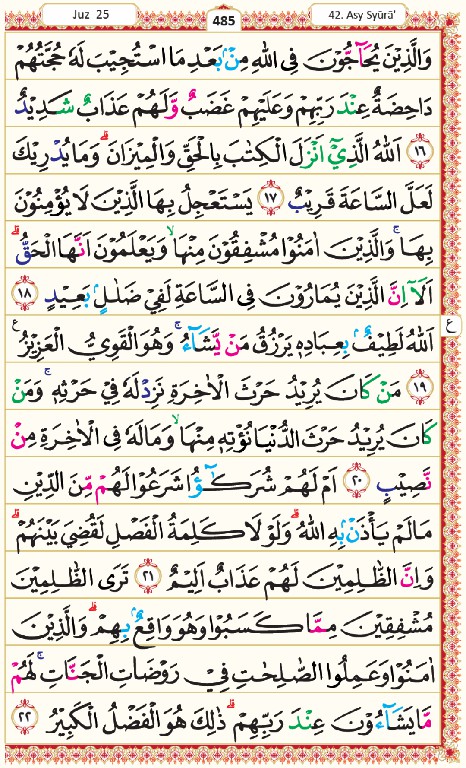 Juz 25
485
42. Asy Syūrā'
وَالَّذِيْنَ يُحَاۤجُّوْنَ فِى اللّٰهِ مِنْۢ بَعْدِ مَا اسْتُجِيْبَ لَهٗ حُجَّتُهُمْ
دَاحِضَةٌ عِنْدَ رَبِّهِمْ وَعَلَيْهِمْ غَضَبٌ وَّلَهُمْ عَذَابٌ شَدِيْدٌ
١٦ اَللّٰهُ الَّذِيْٓ اَنْزَلَ الْكِتٰبَ بِالْحَقِّ وَالْمِيْزَانَ ۗوَمَا يُدْرِيْكَ
لَعَلَّ السَّاعَةَ قَرِيْبٌ ١٧ يَسْتَعْجِلُ بِهَا الَّذِيْنَ لَا يُؤْمِنُوْنَ
بِهَا ۚوَالَّذِيْنَ اٰمَنُوْا مُشْفِقُوْنَ مِنْهَاۙ وَيَعْلَمُوْنَ اَنَّهَا الْحَقُّ ۗ
اَلَآ اِنَّ الَّذِيْنَ يُمَارُوْنَ فِى السَّاعَةِ لَفِيْ ضَلٰلٍۢ بَعِيْدٍ ١٨
اَللّٰهُ لَطِيْفٌۢ بِعِبَادِهٖ يَرْزُقُ مَنْ يَّشَاۤءُ ۚوَهُوَ الْقَوِيُّ الْعَزِيْزُ ࣖ
ع
١٩ مَنْ كَانَ يُرِيْدُ حَرْثَ الْاٰخِرَةِ نَزِدْ لَهٗ فِيْ حَرْثِهٖۚ وَمَنْ
كَانَ يُرِيْدُ حَرْثَ الدُّنْيَا نُؤْتِهٖ مِنْهَاۙ وَمَا لَهٗ فِى الْاٰخِرَةِ مِنْ
نَّصِيْبٍ ٢٠ اَمْ لَهُمْ شُرَكٰۤؤُا شَرَعُوْا لَهُمْ مِّنَ الدِّيْنِ
مَا لَمْ يَأْذَنْۢ بِهِ اللّٰهُ ۗوَلَوْلَا كَلِمَةُ الْفَصْلِ لَقُضِيَ بَيْنَهُمْ ۗ
وَاِنَّ الظّٰلِمِيْنَ لَهُمْ عَذَابٌ اَلِيْمٌ ٢١ تَرَى الظّٰلِمِيْنَ
مُشْفِقِيْنَ مِمَّا كَسَبُوْا وَهُوَ وَاقِعٌۢ بِهِمْ ۗوَالَّذِيْنَ
اٰمَنُوْا وَعَمِلُوا الصّٰلِحٰتِ فِيْ رَوْضَاتِ الْجَنّٰتِۚ لَهُمْ
مَّا يَشَاۤءُوْنَ عِنْدَ رَبِّهِمْ ۗذٰلِكَ هُوَ الْفَضْلُ الْكَبِيْرُ ٢٢